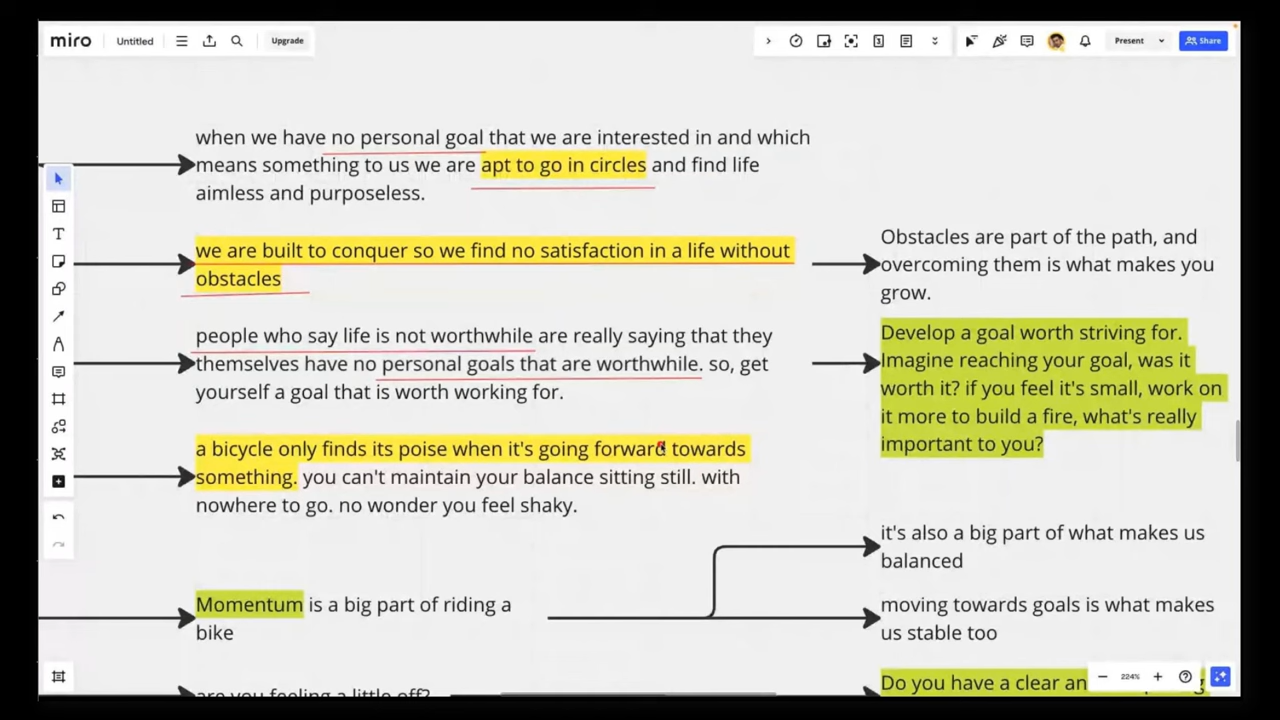 miro
Untitled
Upgrade
Present
Share
when we have no personal goal that we are interested in and which
means something to us we are apt to go in circles and find life
aimless and purposeless.
we are built to conquer so we find no satisfaction in a life without
obstacles
Obstacles are part of the path, and
overcoming them is what makes you
grow.
people who say life is not worthwhile are really saying that they
themselves have no personal goals that are worthwhile. so, get
yourself a goal that is worth working for.
Develop a goal worth striving for.
Imagine reaching your goal, was it
worth it? if you feel it's small, work on
it more to build a fire, what's really
important to you?
a bicycle only finds its poise when it's going forward towards
something. you can't maintain your balance sitting still. with
nowhere to go. no wonder you feel shaky.
it's also a big part of what makes us
balanced
Momentum is a big part of riding a
bike
moving towards goals is what makes
us stable too
are you feeling a little off?
Do you have a clear an
224%